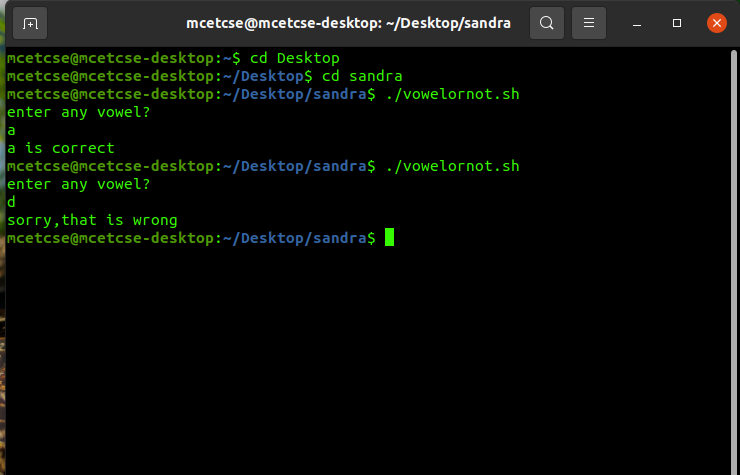 mcetcse@mcetcse-desktop: ~/Desktop/sandra
mcetcse@mcetcse-desktop:~$ cd Desktop
mcetcse@mcetcse-desktop:~/Desktop$ cd sandra
mcetcse@mcetcse-desktop:~/Desktop/sandra$ ./vowelornot.sh
enter any vowel?
a
a is correct
mcetcse@mcetcse-desktop:~/Desktop/sandra$ ./vowelornot.sh
enter any vowel?
d
sorry,that is wrong
mcetcse@mcetcse-desktop:~/Desktop/sandra$